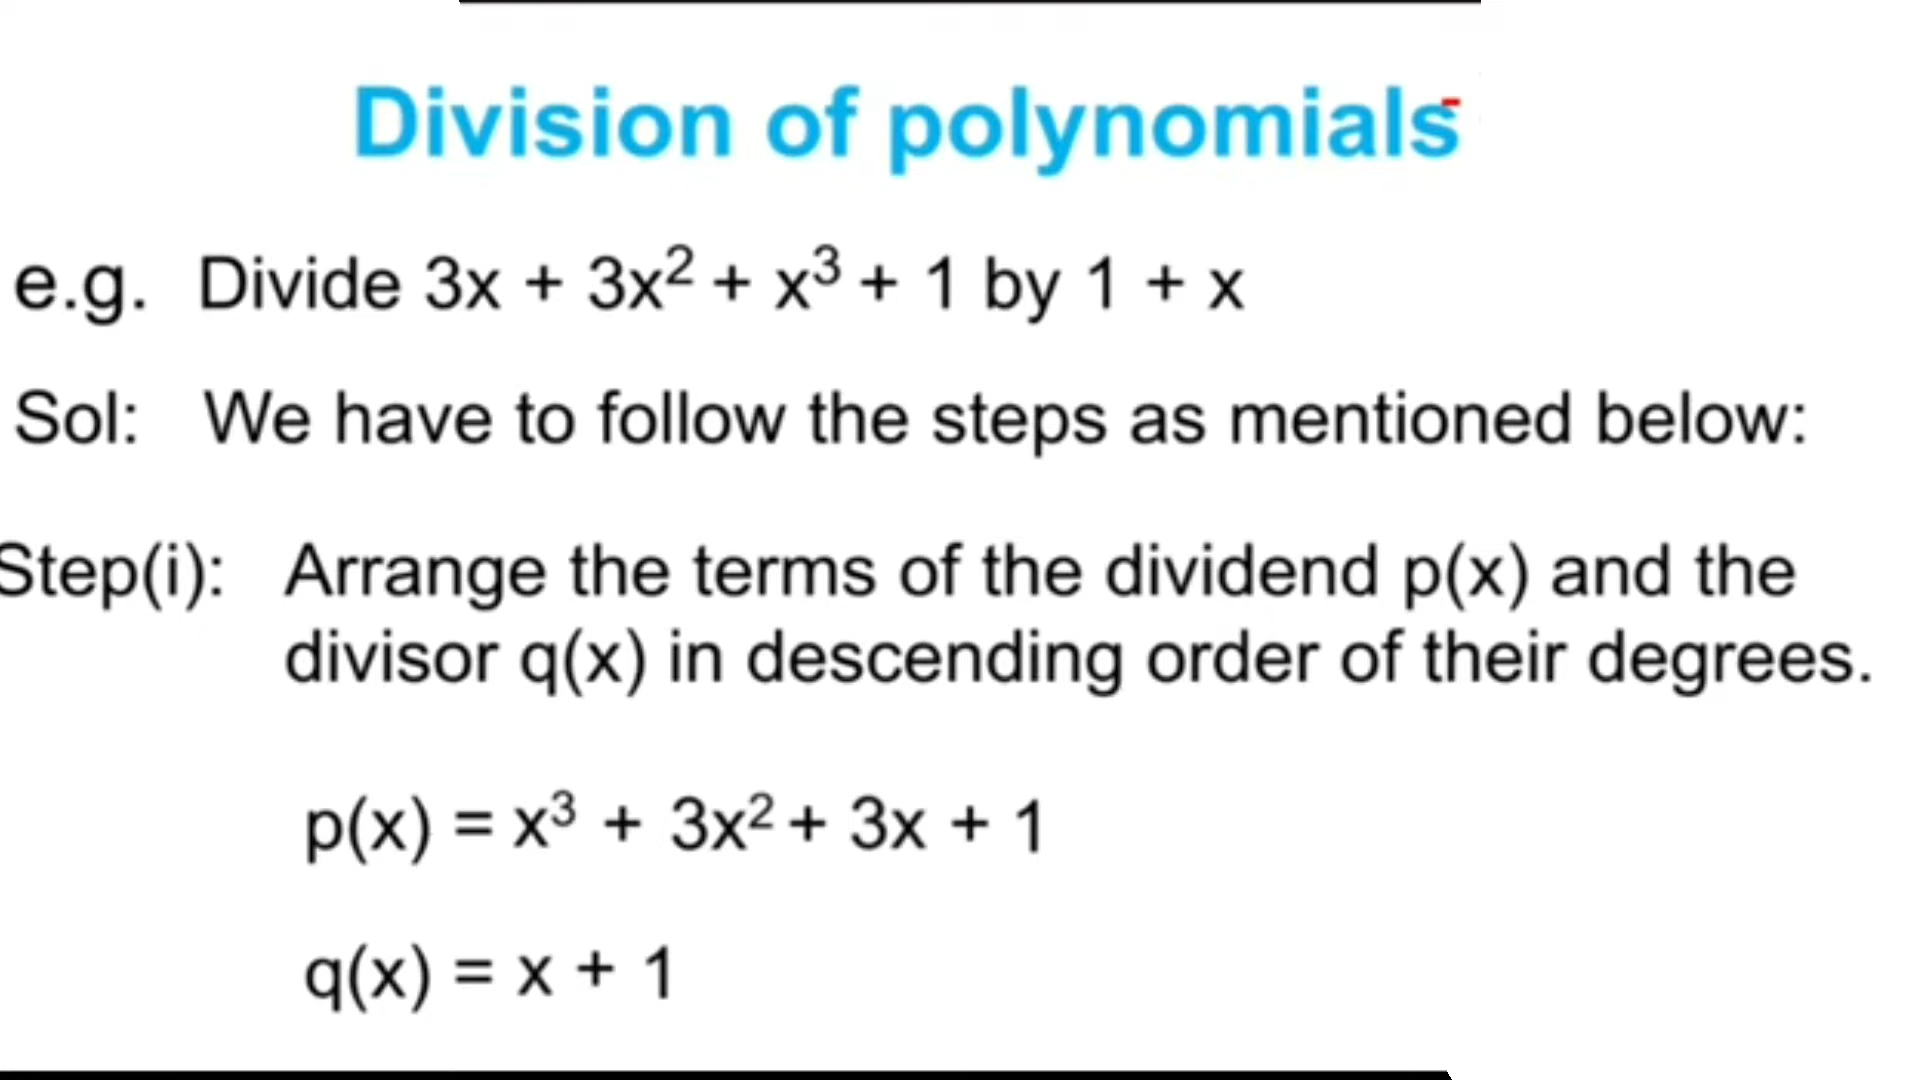 Division of polynomials
e.g. Divide 3x + 3x² + x³ + 1 by 1 + x
Sol: We have to follow the steps as mentioned below:
Step(i): Arrange the terms of the dividend p(x) and the
divisor q(x) in descending order of their degrees.
p(x) = x³ + 3x² + 3x + 1
q(x) = x + 1